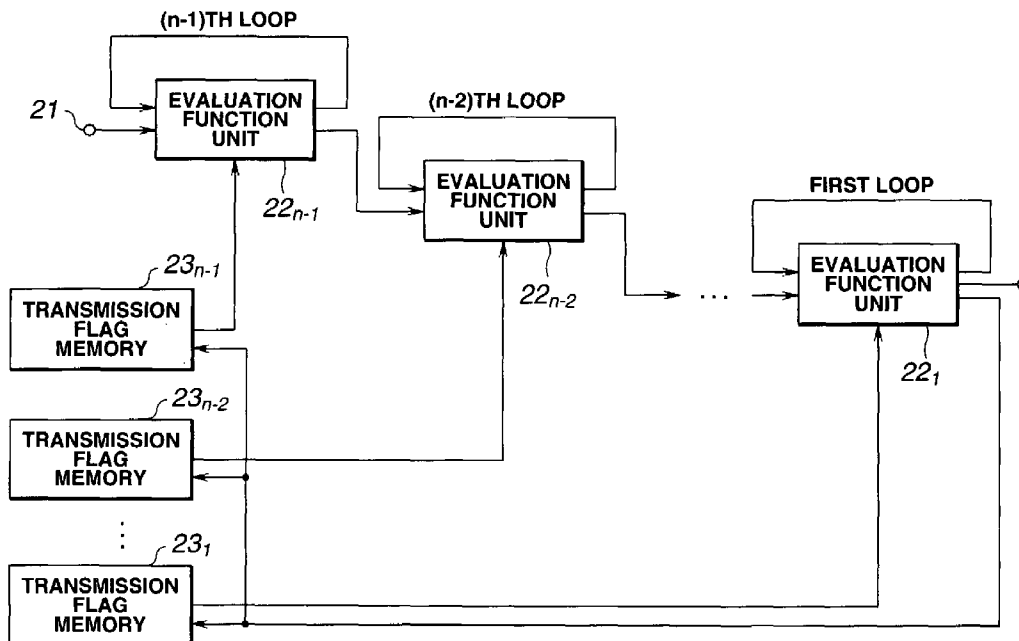 (n-1)TH LOOP
21
EVALUATION
FUNCTION
UNIT
22n-1
(n-2)TH LOOP
EVALUATION
FUNCTION
UNIT
22n-2
...
FIRST LOOP
EVALUATION
FUNCTION
UNIT
221
23n-1
TRANSMISSION
FLAG
MEMORY
23n-2
TRANSMISSION
FLAG
MEMORY
231
TRANSMISSION
FLAG
MEMORY